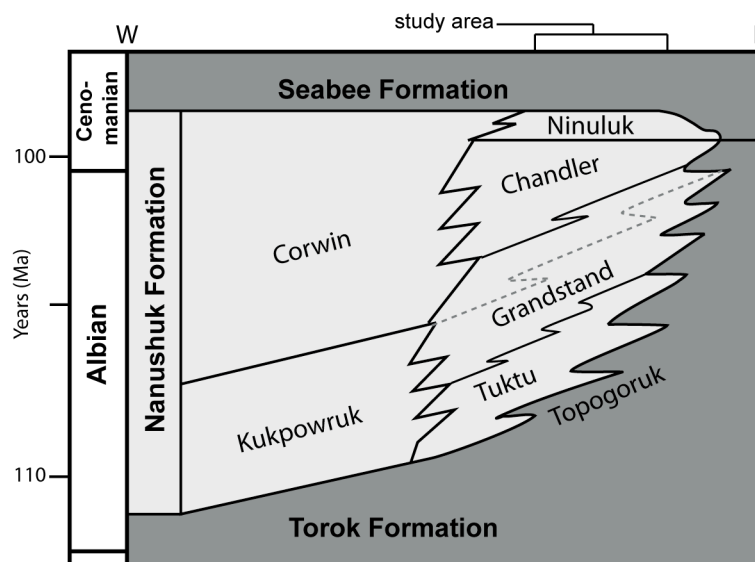 study area
W
Seabee Formation
Ceno-
manian
Ninuluk
100
Chandler
Corwin
Nanushuk Formation
Years (Ma)
Grandstand
Albian
Tuktu
Topogoruk
Kukpowruk
110
Torok Formation